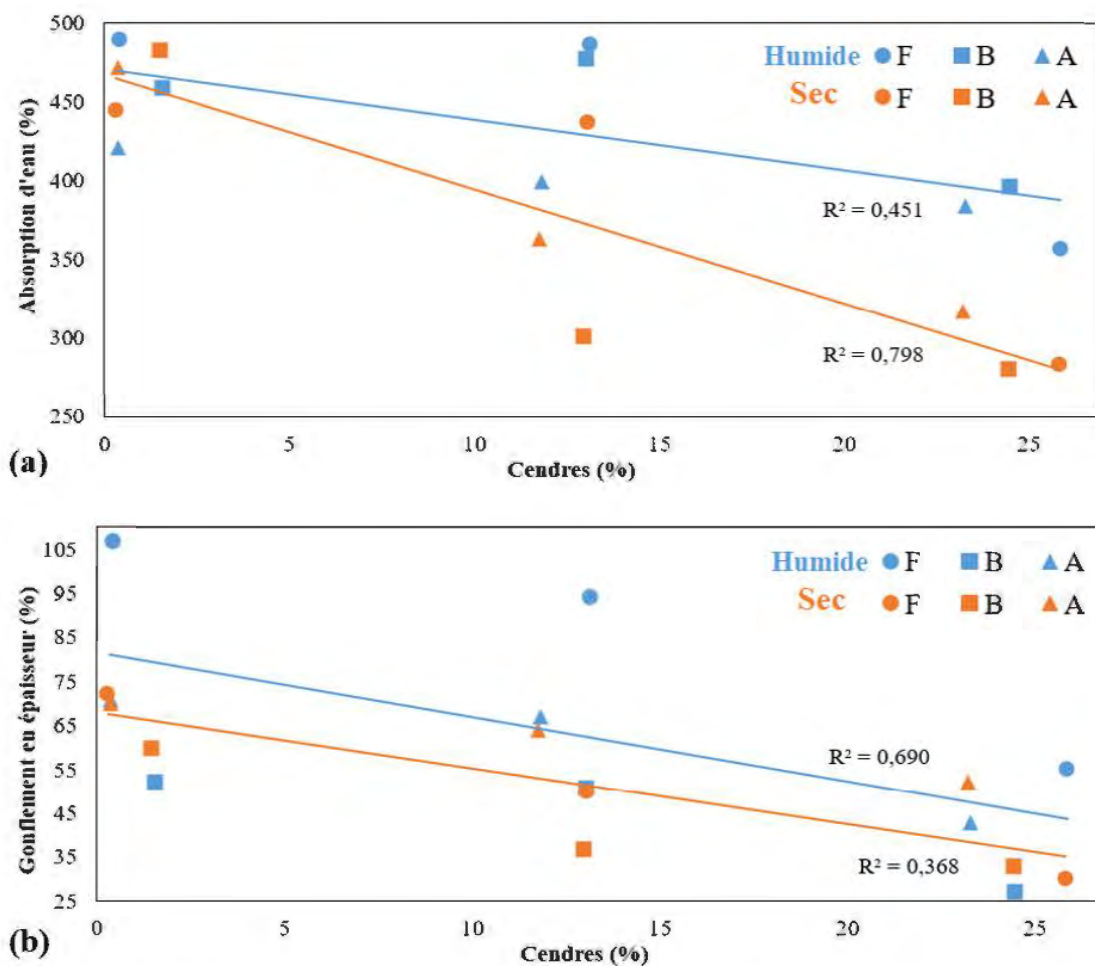 500
450
400
350
300
250
Absorption d'eau (%)
Humide F B A
Sec F B A
R² = 0,451
R² = 0,798
0 5 10 15 20 25
Cendres (%)
(a)
105
95
85
75
65
55
45
35
25
Gonflement en épaisseur (%)
Humide F B A
Sec F B A
R² = 0,690
R² = 0,368
0 5 10 15 20 25
Cendres (%)
(b)